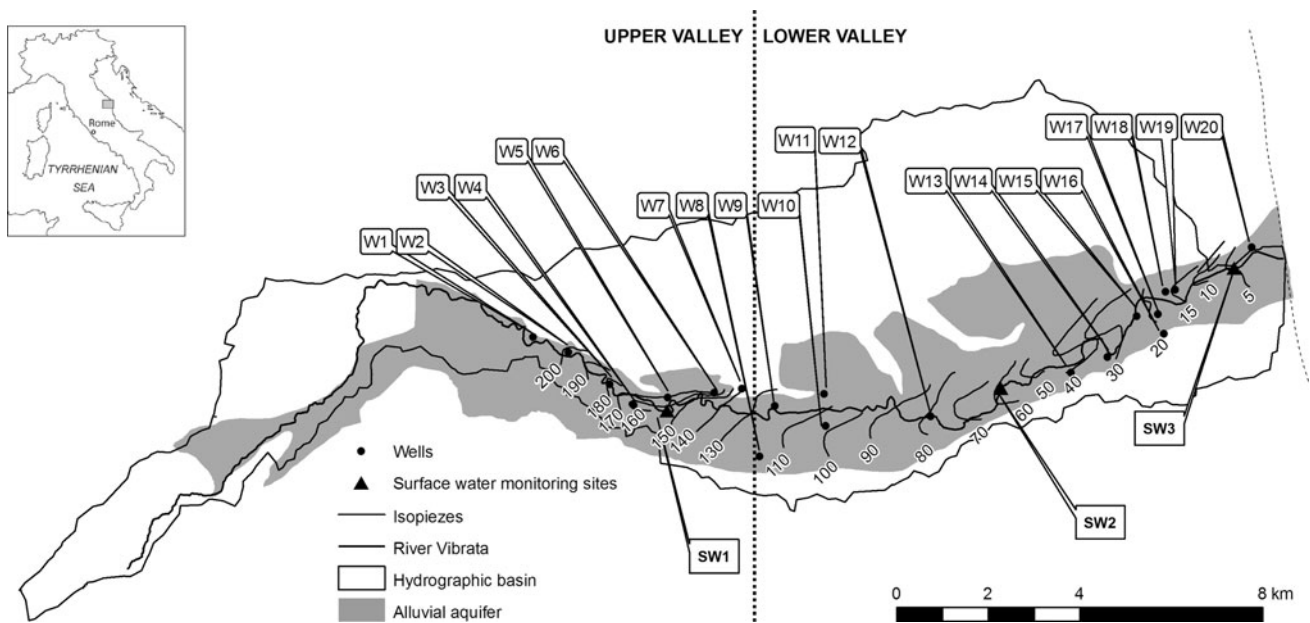 UPPER VALLEY
LOWER VALLEY
Rome
TYRRHENIAN
SEA
W17
W18
W19
W20
W11
W12
W5
W6
W3
W4
W13
W14
W15
W16
W7
W8
W9
W10
W1
W2
200
190
180
170
160
150
140
130
110
100
90
80
70
60
50
40
30
20
15
10
5
Wells
Surface water monitoring sites
Isopiezes
River Vibrata
Hydrographic basin
Alluvial aquifer
SW1
SW2
SW3
0 2 4 8 km